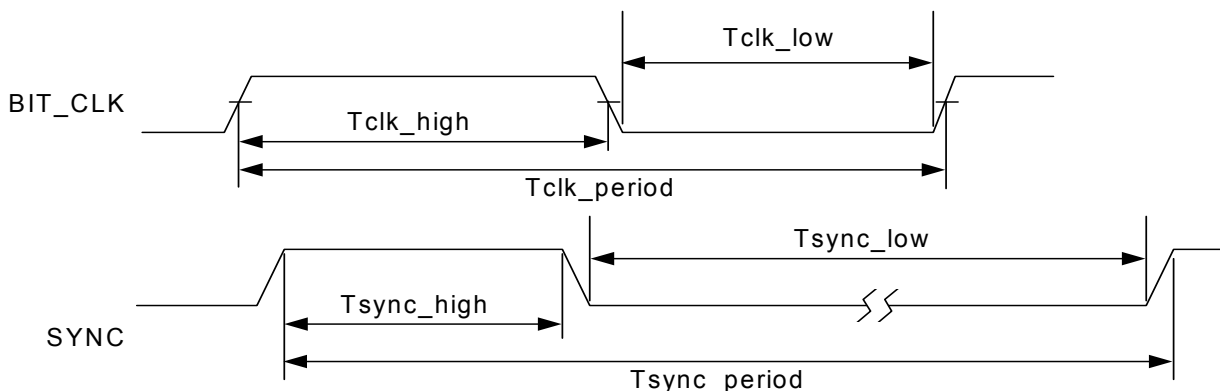 Tclk_low
BIT_CLK
Tclk_high
Tclk_period
Tsync_low
Tsync_high
SYNC
Tsync_period